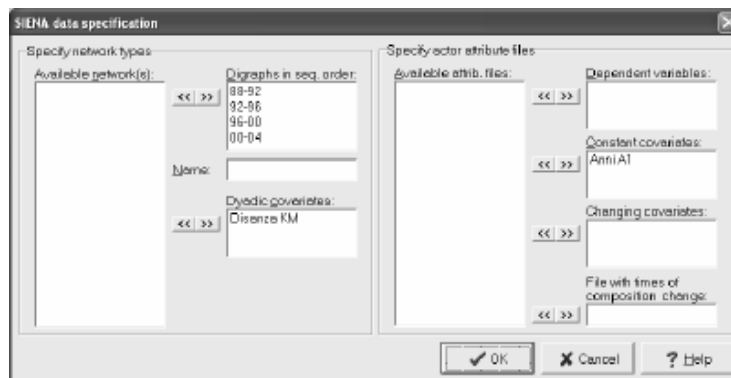 SIENA data specification
Specify network types
Available network(s):
Digraphs in seq. order:
<< >>
88-92
92-96
96-00
00-04
Name:
Dyadic covariates:
<< >>
Disanza KM
Specify actor attribute files
Available attrib. files:
Dependent variables:
<< >>
Constant covariates:
<< >>
Anni A1
Changing covariates:
<< >>
File with times of
composition change:
<< >>
OK
Cancel
? Help